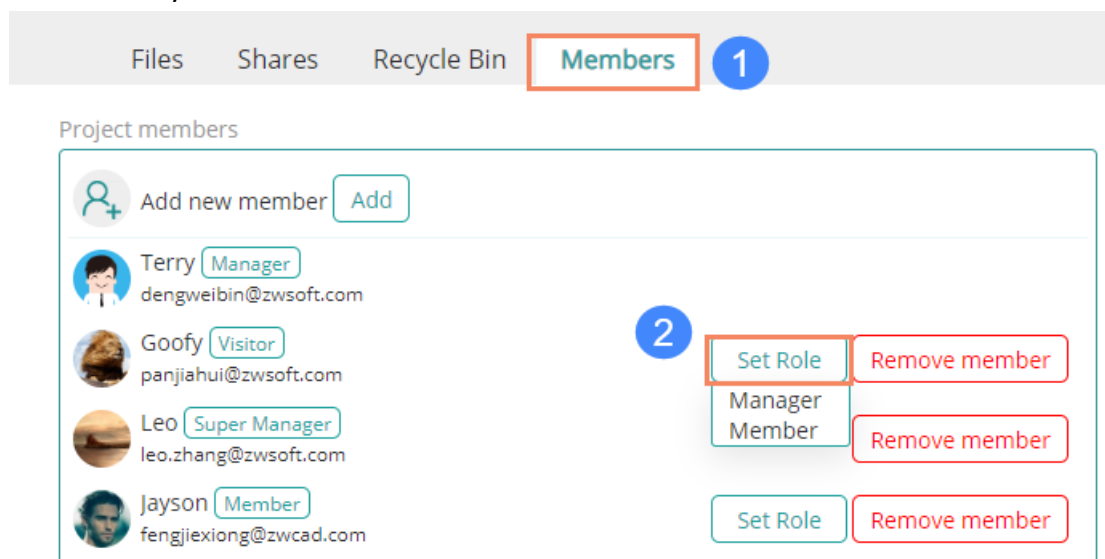 Files Shares Recycle Bin Members 1
Project members
Add new member Add
Terry Manager
dengweibin@zwsoft.com
2
Goofy Visitor
panjiahui@zwsoft.com
Set Role Remove member
Manager
Member
Leo Super Manager
leo.zhang@zwsoft.com
Remove member
Jayson Member
fengjiexiong@zwcad.com
Set Role Remove member